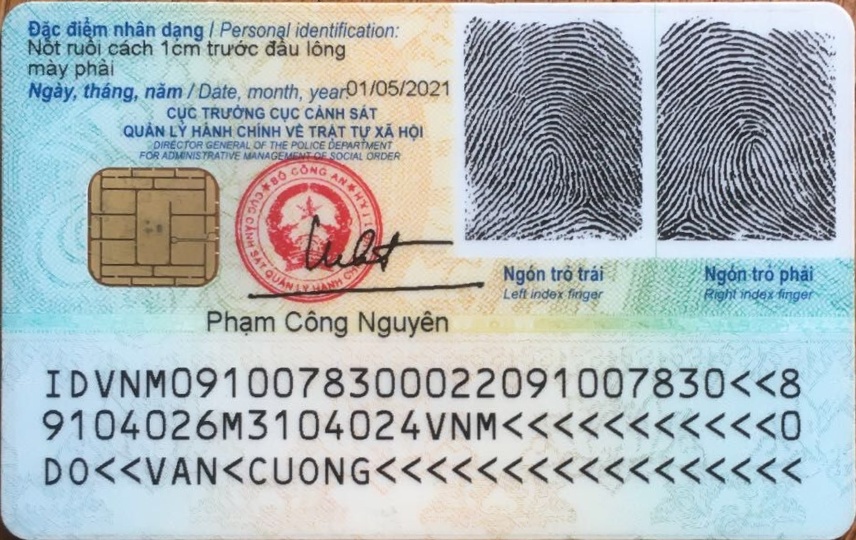 Đặc điểm nhân dạng / Personal identification:
Nốt ruồi cách 1cm trước đầu lông
mày phải
Ngày, tháng, năm / Date, month, year: 01/05/2021
CỤC TRƯỞNG CỤC CẢNH SÁT
QUẢN LÝ HÀNH CHÍNH VỀ TRẬT TỰ XÃ HỘI
DIRECTOR GENERAL OF THE POLICE DEPARTMENT
FOR ADMINISTRATIVE MANAGEMENT OF SOCIAL ORDER
BỘ CÔNG AN
CỤC CẢNH SÁT QUẢN LÝ HÀNH CH
Ngón trỏ trái
Left index finger
Ngón trỏ phải
Right index finger
Phạm Công Nguyên
IDVNM0910078300022091007830<<8
9104026M3104024VNM<<<<<<<<<<<0
DO<<VAN<CUONG<<<<<<<<<<<<<<<<<